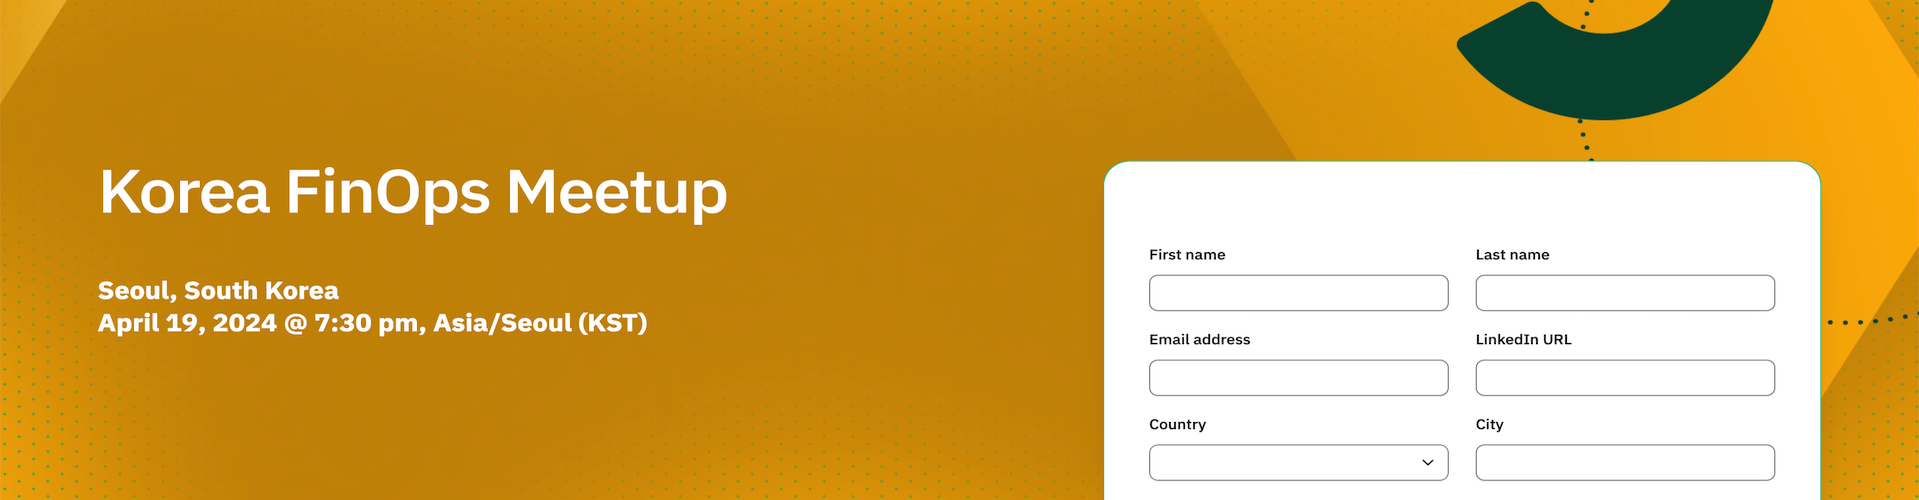 Korea FinOps Meetup
Seoul, South Korea
April 19, 2024 @ 7:30 pm, Asia/Seoul (KST)
First name
Last name
Email address
LinkedIn URL
Country
City